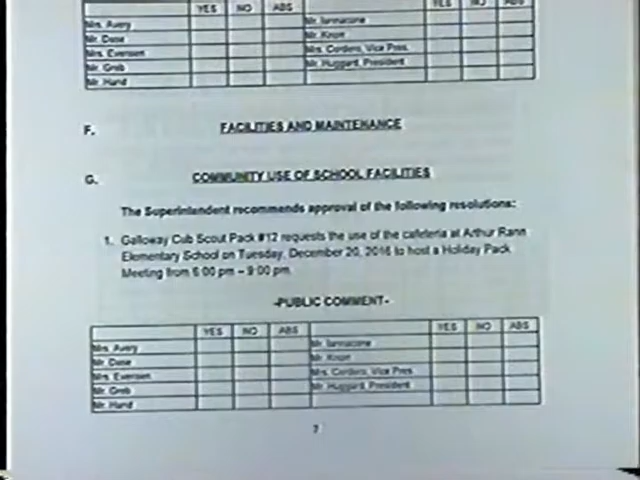 YES NO ABS YES NO ABS
Mrs. Avery Mr. Iannacone
Mr. Dase Mr. Knorr
Mrs. Evensen Mrs. Cordero, Vice Pres.
Mr. Grob Mr. Huggard, President
Mr. Hand
F. FACILITIES AND MAINTENANCE
G. COMMUNITY USE OF SCHOOL FACILITIES
The Superintendent recommends approval of the following resolutions:
1. Galloway Cub Scout Pack #12 requests the use of the cafeteria at Arthur Rann
Elementary School on Tuesday, December 20, 2016 to host a Holiday Pack
Meeting from 6:00 pm – 9:00 pm.
-PUBLIC COMMENT-
YES NO ABS YES NO ABS
Mrs. Avery Mr. Iannacone
Mr. Dase Mr. Knorr
Mrs. Evensen Mrs. Cordero, Vice Pres.
Mr. Grob Mr. Huggard, President
Mr. Hand
7